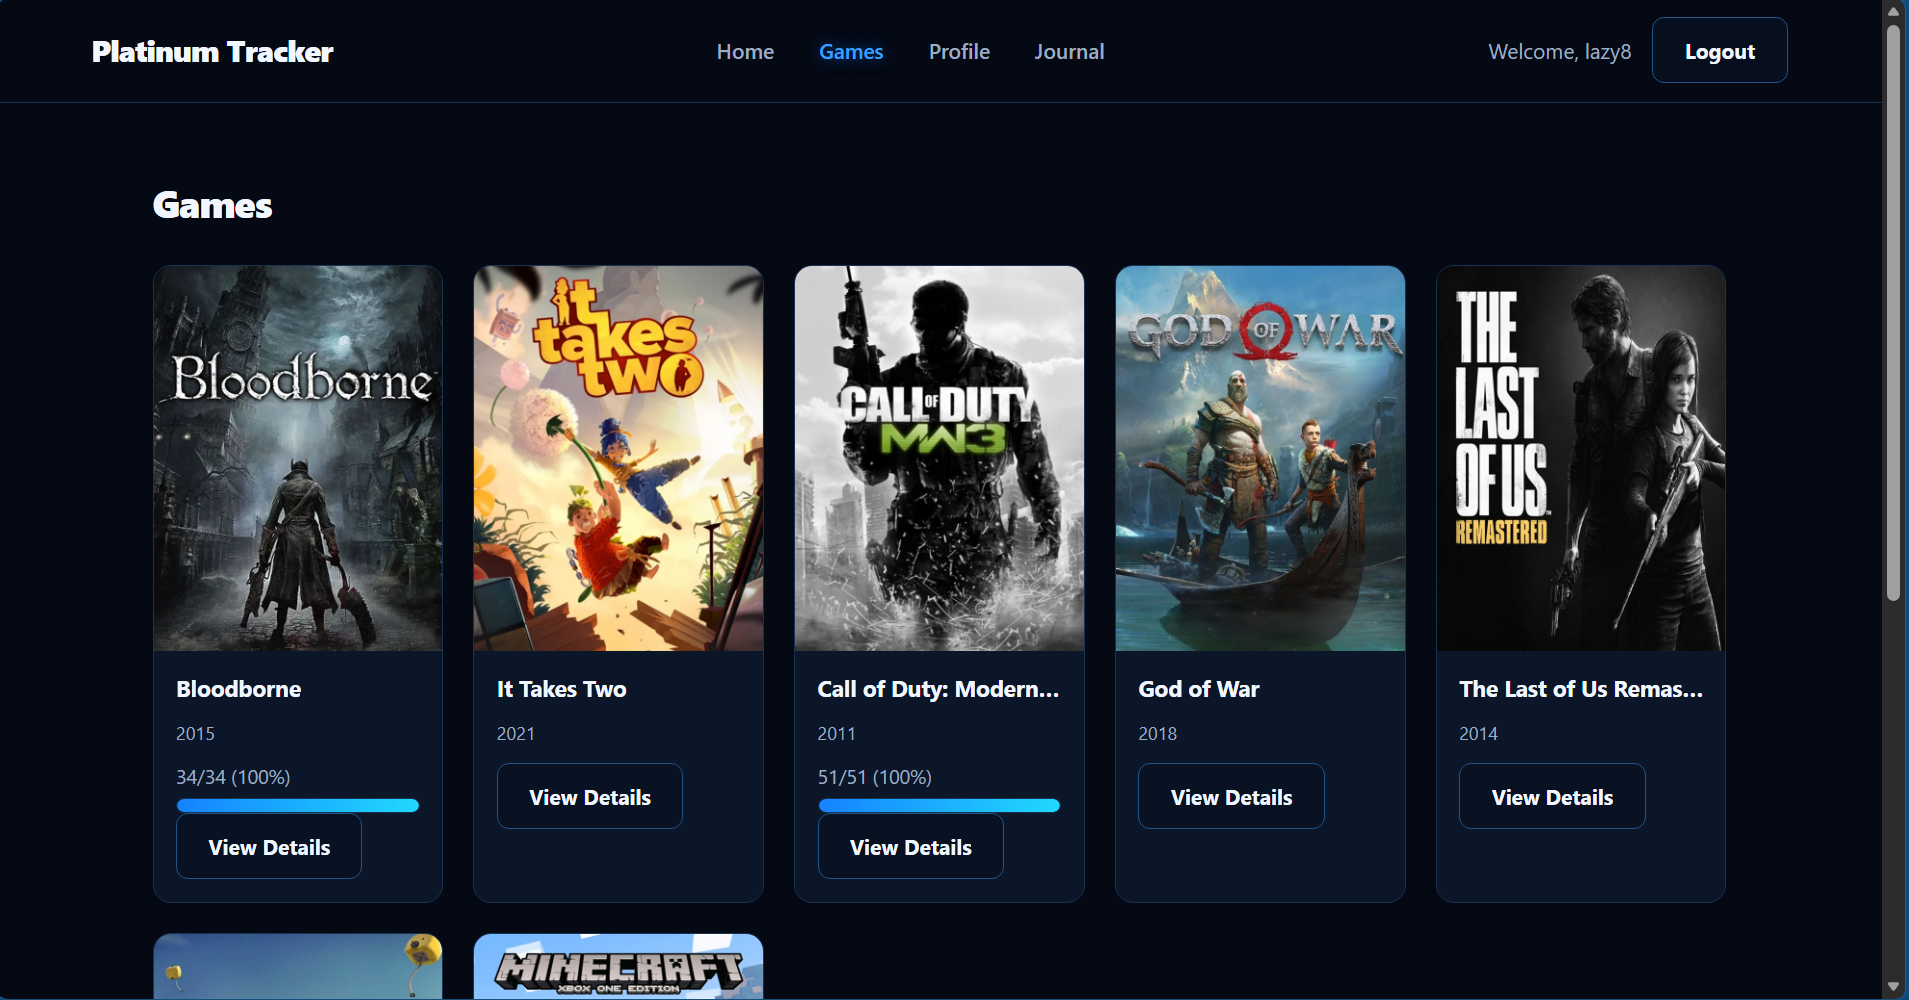 Platinum Tracker
Home
Games
Profile
Journal
Welcome, lazy8
Logout
Games
Bloodborne
it
takes
two
CALL OF DUTY
MW3
GOD OF WAR
THE
LAST
OF US
REMASTERED
Bloodborne
It Takes Two
Call of Duty: Modern...
God of War
The Last of Us Remas...
2015
2021
2011
2018
2014
34/34 (100%)
51/51 (100%)
View Details
View Details
View Details
View Details
View Details
MINECRAFT
XBOX ONE EDITION